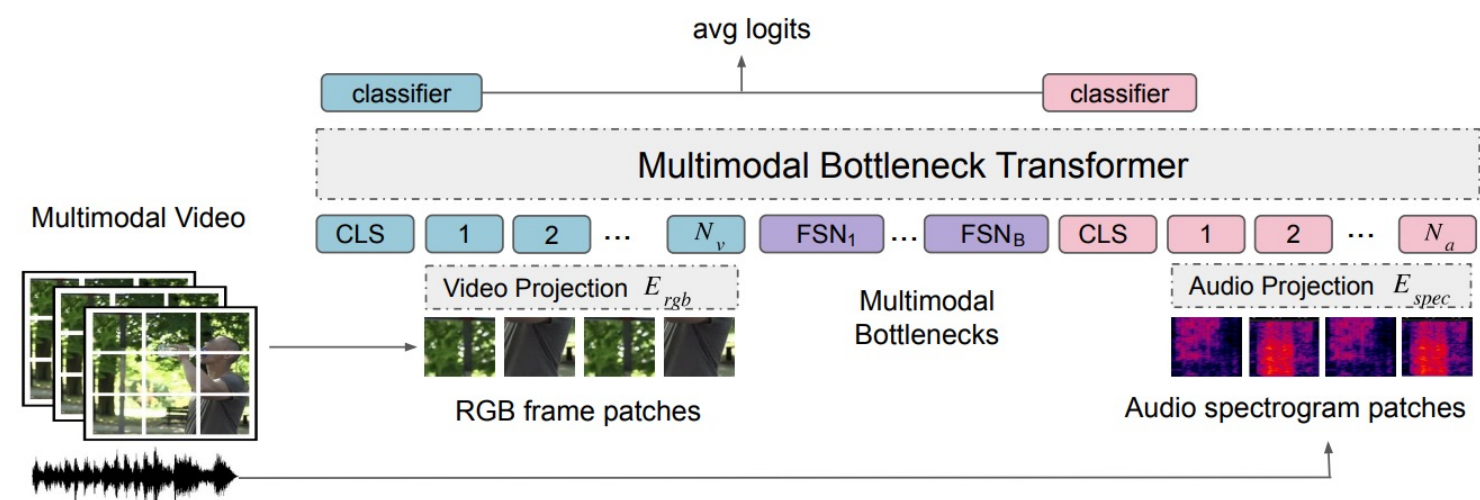 avg logits
classifier classifier
Multimodal Bottleneck Transformer
Multimodal Video
CLS 1 2 ... N_v FSN₁ ... FSN_B CLS 1 2 ... N_a
Video Projection E_rgb
Audio Projection E_spec
Multimodal
Bottlenecks
RGB frame patches
Audio spectrogram patches